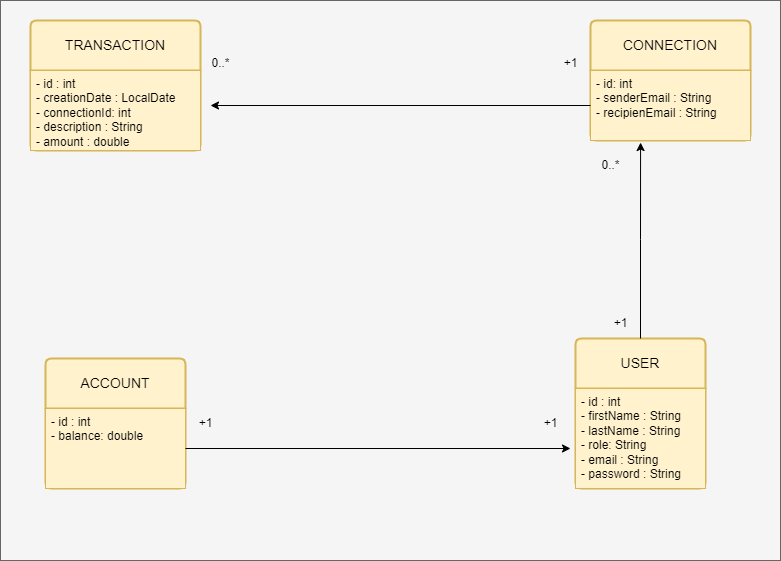 TRANSACTION
- id : int
- creationDate : LocalDate
- connectionId: int
- description : String
- amount : double
0..*
+1
CONNECTION
- id: int
- senderEmail : String
- recipienEmail : String
0..*
+1
ACCOUNT
- id : int
- balance: double
+1
+1
USER
- id : int
- firstName : String
- lastName : String
- role: String
- email : String
- password : String